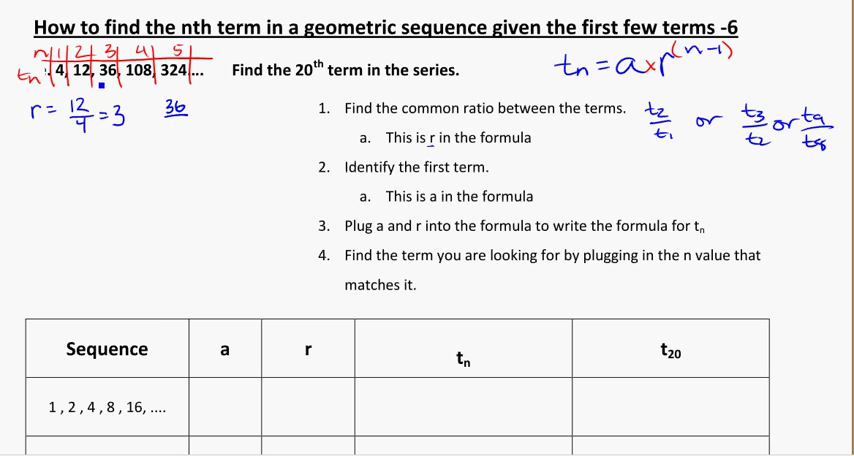 How to find the nth term in a geometric sequence given the first few terms -6
n 1 2 3 4 5
tn 4, 12, 36, 108, 324... Find the 20th term in the series. tn = a×r^(n-1)
r = 12/4 = 3 36
1. Find the common ratio between the terms. t2/t1 or t3/t2 or t9/t8
a. This is r in the formula
2. Identify the first term.
a. This is a in the formula
3. Plug a and r into the formula to write the formula for tn
4. Find the term you are looking for by plugging in the n value that
matches it.
Sequence a r tn t20
1 , 2 , 4 , 8 , 16, ....